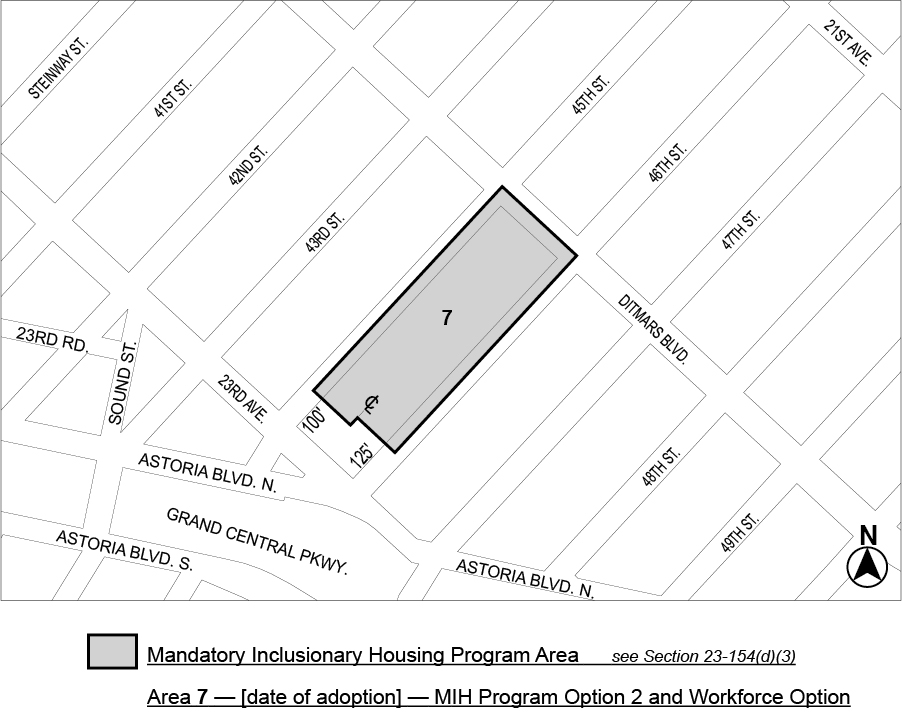 21ST AVE.
STEINWAY ST.
41ST ST.
45TH ST.
42ND ST.
46TH ST.
43RD ST.
47TH ST.
7
DITMARS BLVD.
23RD RD.
SOUND ST.
23RD AVE.
℄
100'
125'
ASTORIA BLVD. N.
48TH ST.
GRAND CENTRAL PKWY.
49TH ST.
N
ASTORIA BLVD. S.
ASTORIA BLVD. N.
Mandatory Inclusionary Housing Program Area see Section 23-154(d)(3)
Area 7 — [date of adoption] — MIH Program Option 2 and Workforce Option